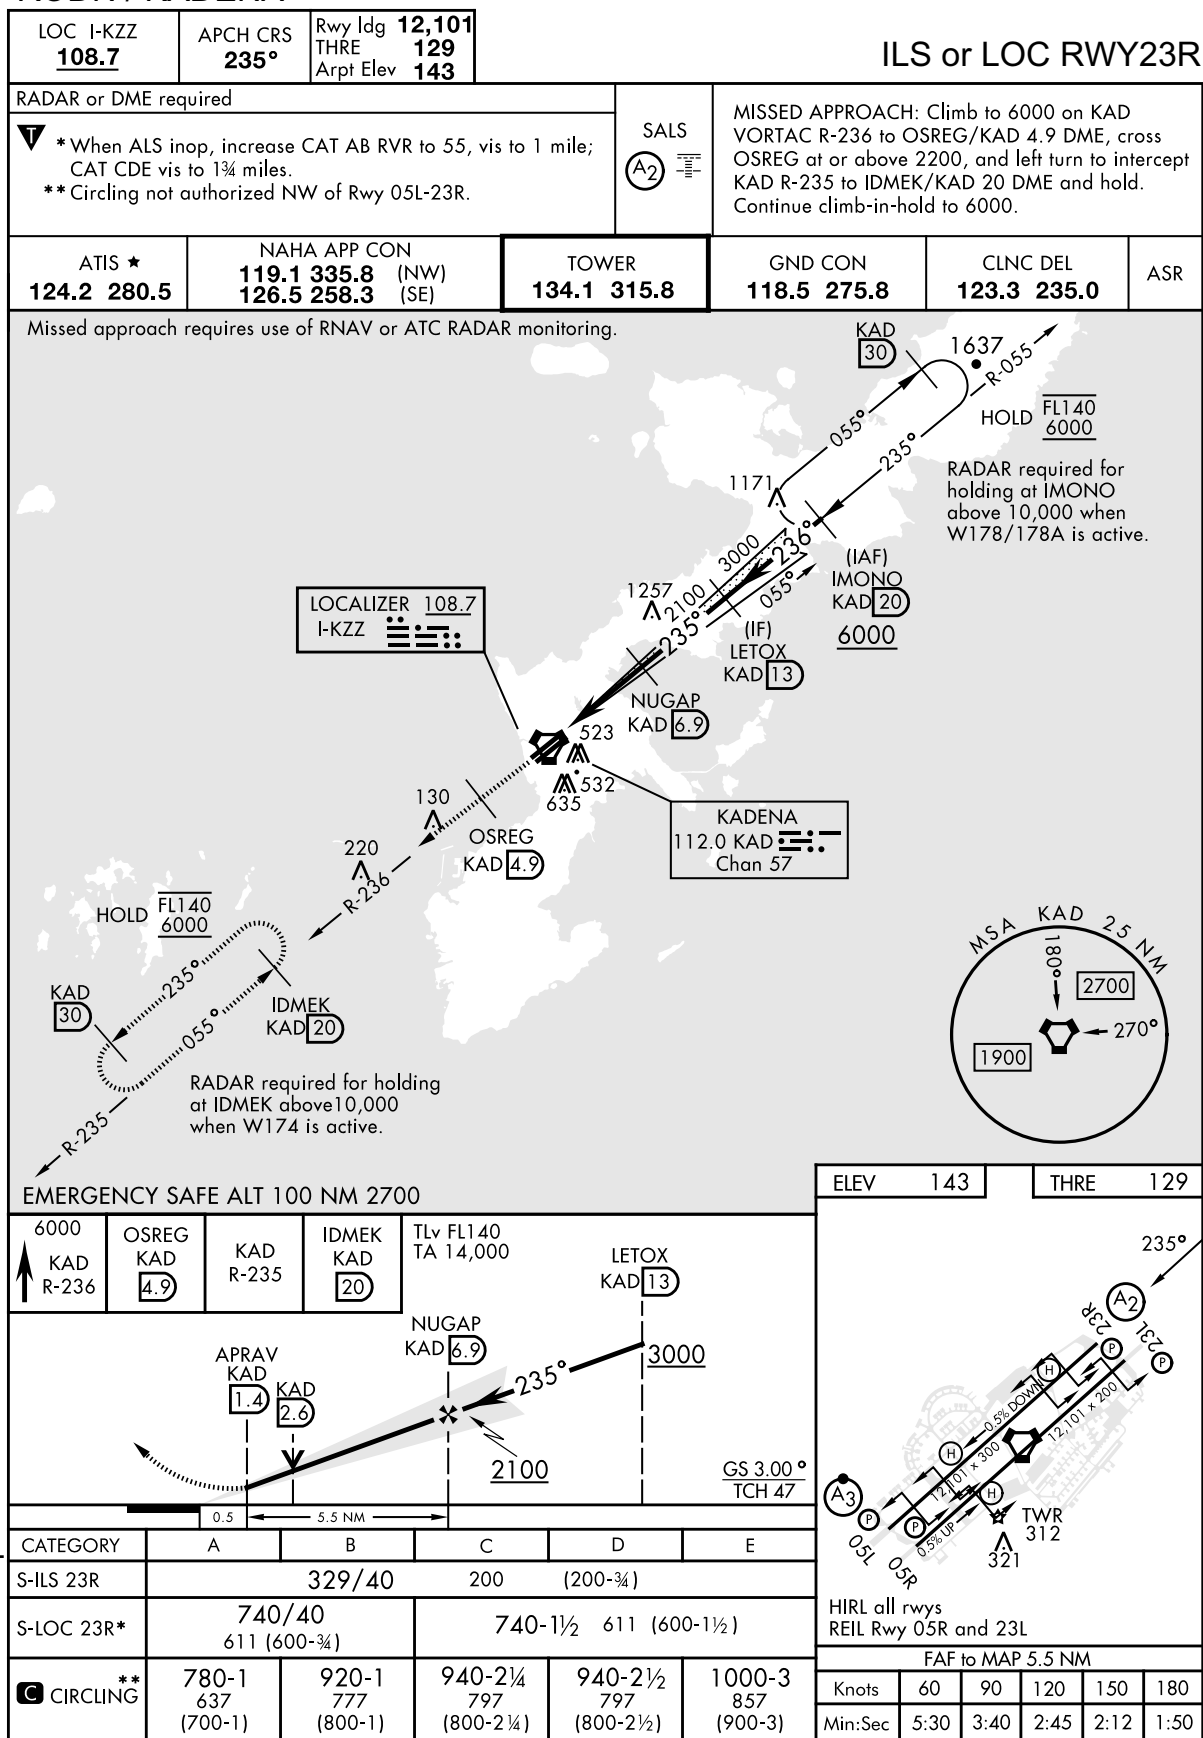 LOC I-KZZ
108.7
APCH CRS
235°
Rwy ldg 12,101
THRE 129
Arpt Elev 143
ILS or LOC RWY23R
RADAR or DME required
T
* When ALS inop, increase CAT AB RVR to 55, vis to 1 mile;
CAT CDE vis to 1¾ miles.
** Circling not authorized NW of Rwy 05L-23R.
SALS
A2
MISSED APPROACH: Climb to 6000 on KAD
VORTAC R-236 to OSREG/KAD 4.9 DME, cross
OSREG at or above 2200, and left turn to intercept
KAD R-235 to IDMEK/KAD 20 DME and hold.
Continue climb-in-hold to 6000.
ATIS ★
124.2 280.5
NAHA APP CON
119.1 335.8 (NW)
126.5 258.3 (SE)
TOWER
134.1 315.8
GND CON
118.5 275.8
CLNC DEL
123.3 235.0
ASR
Missed approach requires use of RNAV or ATC RADAR monitoring.
KAD
30
1637
R-055
HOLD FL140
6000
055°
235°
RADAR required for
holding at IMONO
above 10,000 when
W178/178A is active.
1171
236°
3000
(IAF)
IMONO
KAD 20
6000
055°
1257
2100
235°
(IF)
LETOX
KAD 13
LOCALIZER 108.7
I-KZZ
NUGAP
KAD 6.9
523
532
635
130
OSREG
KAD 4.9
KADENA
112.0 KAD
Chan 57
220
R-236
HOLD FL140
6000
235°
055°
KAD
30
IDMEK
KAD 20
RADAR required for holding
at IDMEK above10,000
when W174 is active.
R-235
MSA KAD 25 NM
180°
2700
270°
1900
EMERGENCY SAFE ALT 100 NM 2700
ELEV 143
THRE 129
6000
KAD
R-236
OSREG
KAD
4.9
KAD
R-235
IDMEK
KAD
20
TLv FL140
TA 14,000
LETOX
KAD 13
NUGAP
KAD 6.9
3000
235°
APRAV
KAD
1.4
KAD
2.6
2100
GS 3.00°
TCH 47
0.5
5.5 NM
235°
A2
23R
23L
P
P
H
0.5% DOWN
12,101 x 200
H
12,101 x 300
H
A3
P
P
05L
05R
0.5% UP
TWR
312
321
HIRL all rwys
REIL Rwy 05R and 23L
CATEGORY A B C D E
S-ILS 23R 329/40 200 (200-¾)
S-LOC 23R* 740/40 611 (600-¾) 740-1½ 611 (600-1½)
C CIRCLING ** 780-1 920-1 940-2¼ 940-2½ 1000-3
637 777 797 797 857
(700-1) (800-1) (800-2¼) (800-2½) (900-3)
FAF to MAP 5.5 NM
Knots 60 90 120 150 180
Min:Sec 5:30 3:40 2:45 2:12 1:50